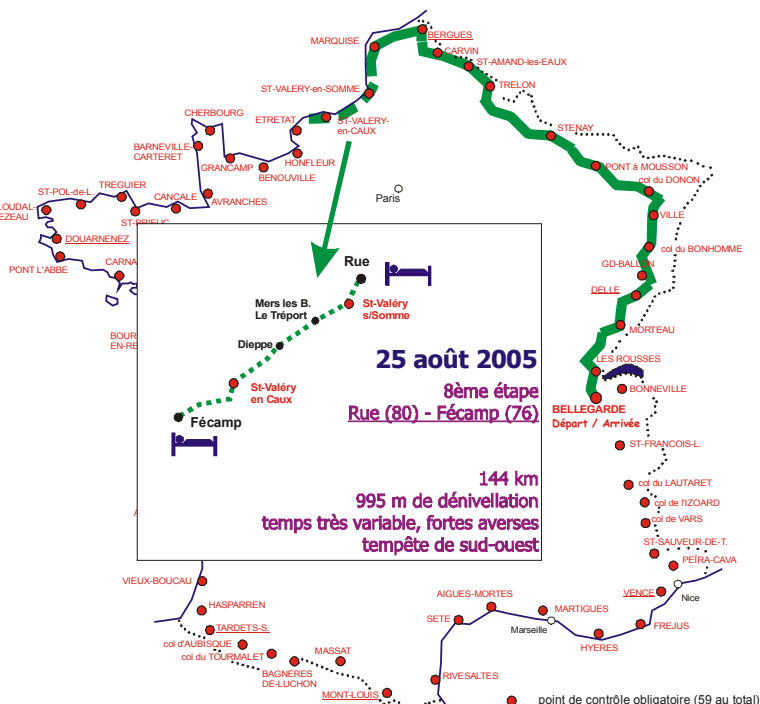 BERGUES
MARQUISE
CARVIN
ST-AMAND-les-EAUX
TRELON
ST-VALERY-en-SOMME
CHERBOURG
ETRETAT
ST-VALERY-
en-CAUX
STENAY
BARNEVILLE-
CARTERET
GRANCAMP
HONFLEUR
BENOUVILLE
PONT à MOUSSON
col du DONON
TREGUIER
ST-POL-de-L.
CANCALE
AVRANCHES
Paris
LOUDAL-
EZEAU
ST-BRIEUC
VILLE
DOUARNENEZ
col du BONHOMME
PONT L'ABBE
CARNA
GD-BALLON
DELLE
BOUR
EN-RE
MORTEAU
LES ROUSSES
BONNEVILLE
BELLEGARDE
Départ / Arrivée
Rue
Mers les B.
Le Tréport
St-Valéry
s/Somme
Dieppe
25 août 2005
8ème étape
Rue (80) - Fécamp (76)
St-Valéry
en Caux
Fécamp
144 km
995 m de dénivellation
temps très variable, fortes averses
tempête de sud-ouest
ST-FRANCOIS-L.
col du LAUTARET
col de l'IZOARD
col de VARS
ST-SAUVEUR-DE-T.
PEÏRA-CAVA
VENCE
Nice
VIEUX-BOUCAU
HASPARREN
TARDETS-S.
col d'AUBISQUE
col du TOURMALET
BAGNERES
DE-LUCHON
MASSAT
MONT-LOUIS
AIGUES-MORTES
SETE
MARTIGUES
Marseille
HYERES
FREJUS
RIVESALTES
point de contrôle obligatoire (59 au total)